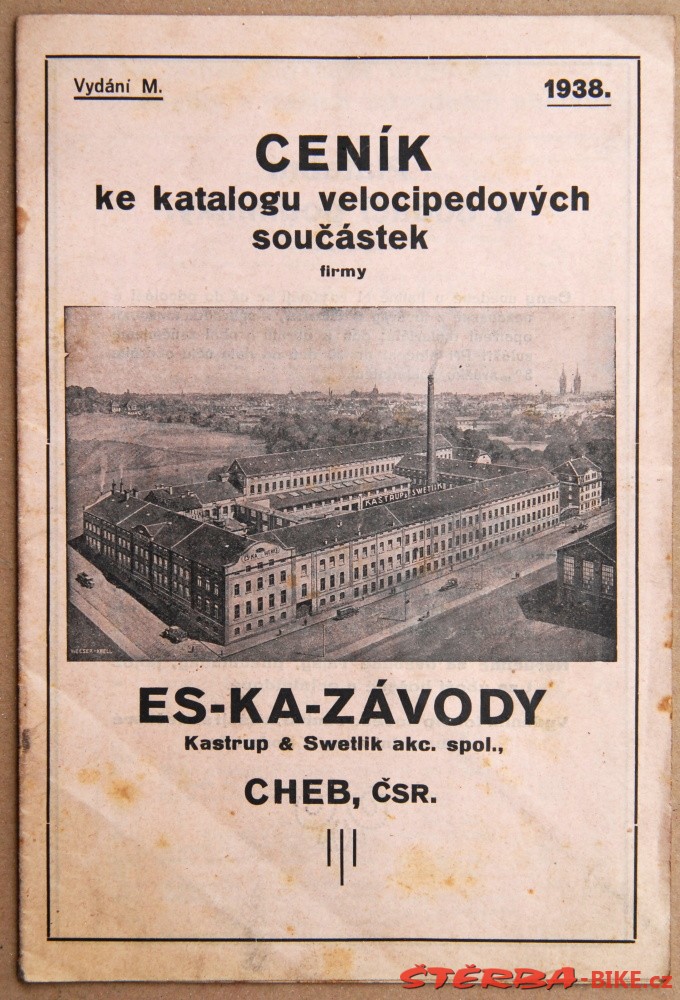 Vydání M.
1938.
CENÍK
ke katalogu velocipedových
součástek
firmy
KASTRUP & SWETLIK
ES-KA-ZÁVODY
Kastrup & Swetlik akc. spol.,
CHEB, ČSR.
ŠTĚRBA-BIKE.cz